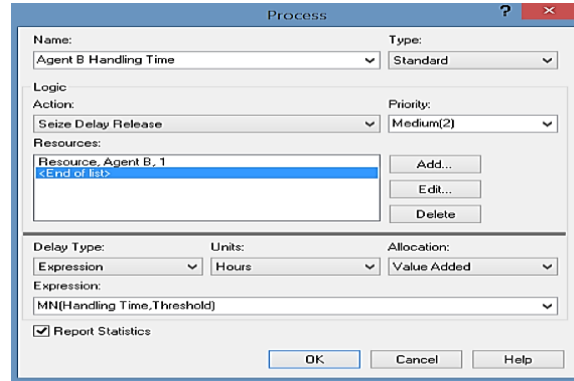 Process
? ×
Name: Type:
Agent B Handling Time Standard
Logic
Action: Priority:
Seize Delay Release Medium(2)
Resources:
Resource, Agent B, 1
<End of list>
Add...
Edit...
Delete
Delay Type: Units: Allocation:
Expression Hours Value Added
Expression:
MN(Handling Time,Threshold)
Report Statistics
OK Cancel Help